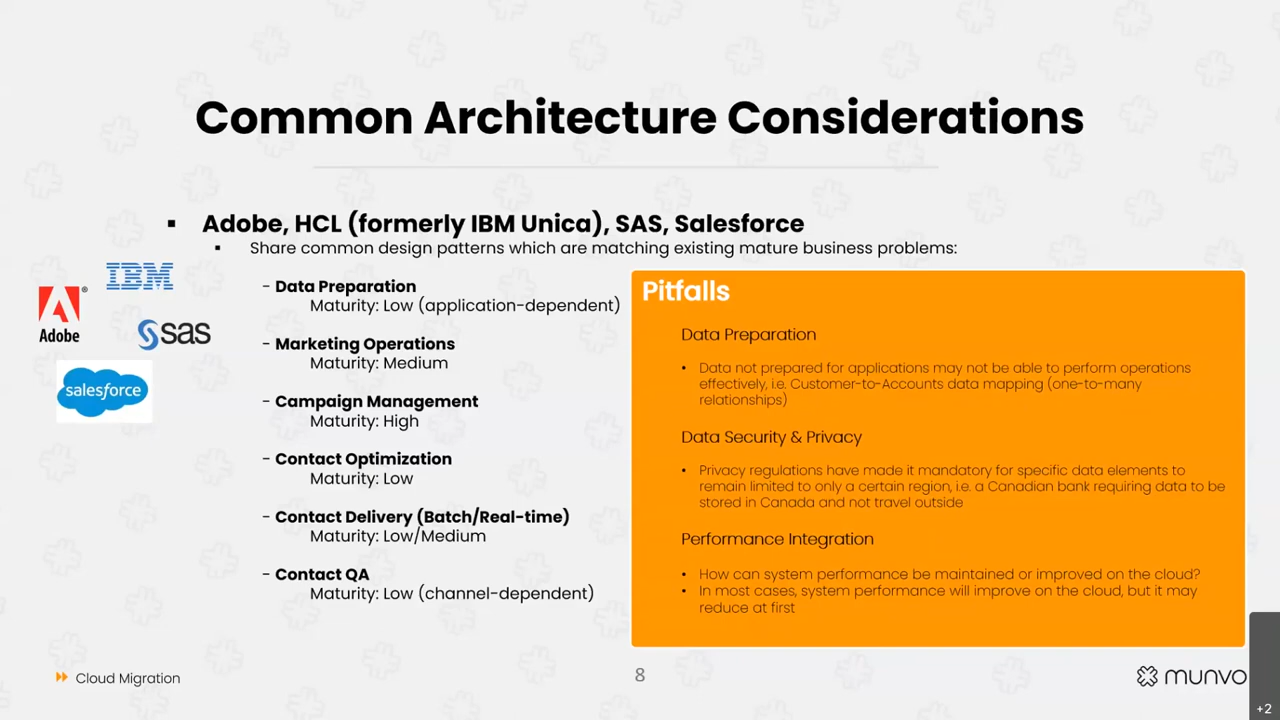 Common Architecture Considerations
▪ Adobe, HCL (formerly IBM Unica), SAS, Salesforce
▪ Share common design patterns which are matching existing mature business problems:
IBM
Adobe
sas
salesforce
- Data Preparation
Maturity: Low (application-dependent)
- Marketing Operations
Maturity: Medium
- Campaign Management
Maturity: High
- Contact Optimization
Maturity: Low
- Contact Delivery (Batch/Real-time)
Maturity: Low/Medium
- Contact QA
Maturity: Low (channel-dependent)
Pitfalls
Data Preparation
• Data not prepared for applications may not be able to perform operations
effectively, i.e. Customer-to-Accounts data mapping (one-to-many
relationships)
Data Security & Privacy
• Privacy regulations have made it mandatory for specific data elements to
remain limited to only a certain region, i.e. a Canadian bank requiring data to be
stored in Canada and not travel outside
Performance Integration
• How can system performance be maintained or improved on the cloud?
• In most cases, system performance will improve on the cloud, but it may
reduce at first
Cloud Migration
8
munvo
+2